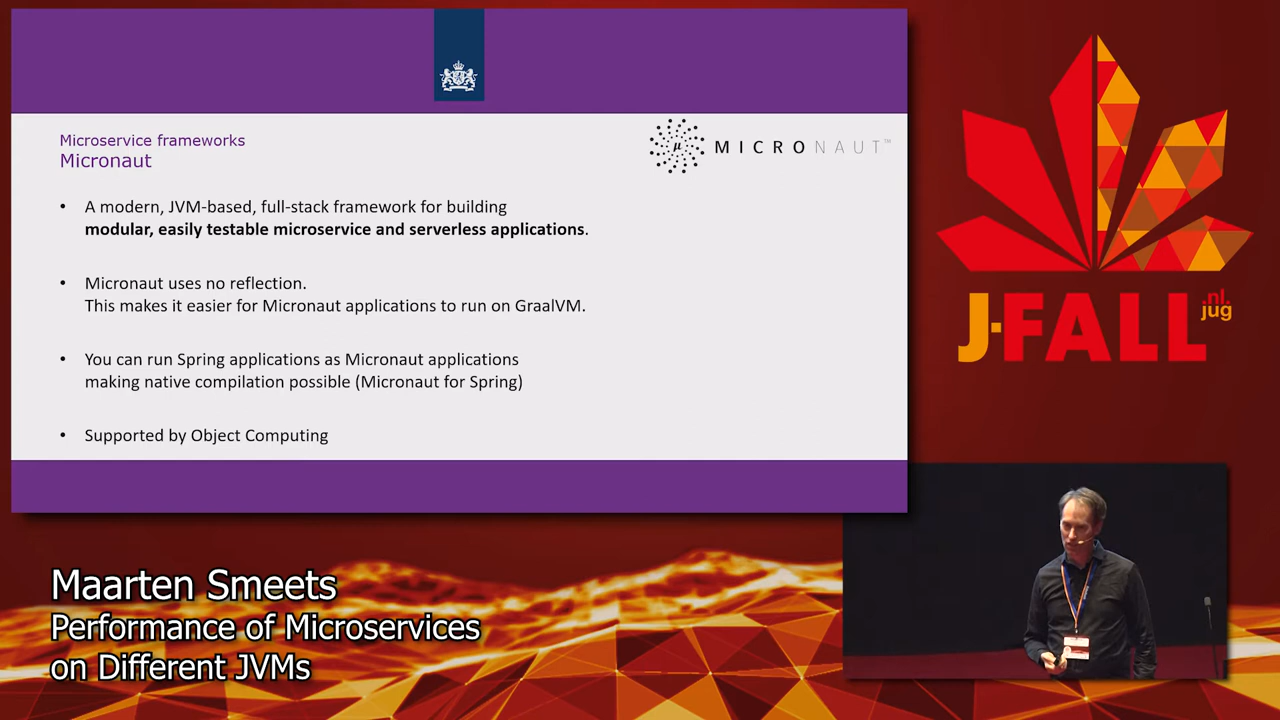 Microservice frameworks
Micronaut
μ MICRONAUT™
• A modern, JVM-based, full-stack framework for building
modular, easily testable microservice and serverless applications.
• Micronaut uses no reflection.
This makes it easier for Micronaut applications to run on GraalVM.
• You can run Spring applications as Micronaut applications
making native compilation possible (Micronaut for Spring)
• Supported by Object Computing
J-FALL
nl.
jug
Maarten Smeets
Performance of Microservices
on Different JVMs